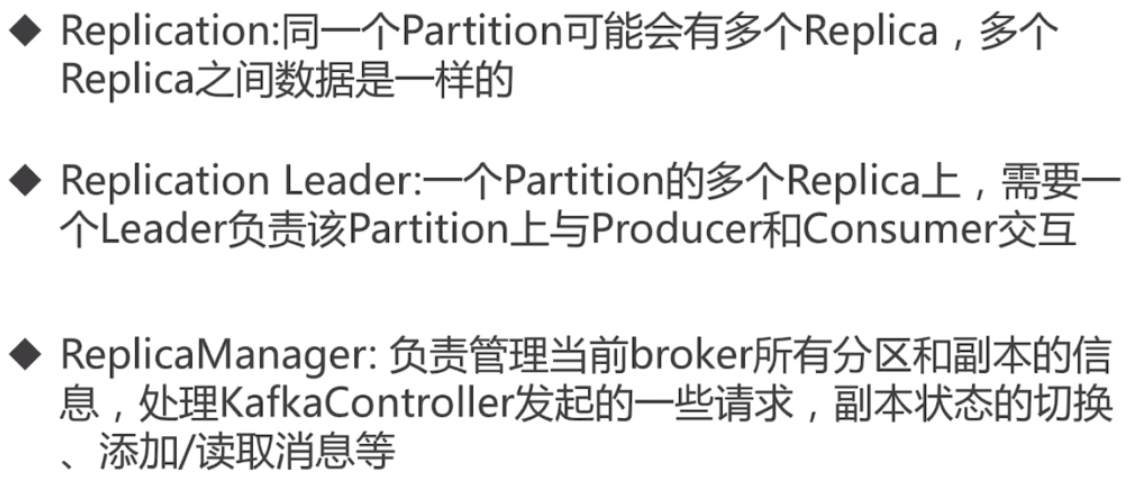 ◆ Replication:同一个Partition可能会有多个Replica，多个
Replica之间数据是一样的
◆ Replication Leader:一个Partition的多个Replica上，需要一
个Leader负责该Partition上与Producer和Consumer交互
◆ ReplicaManager: 负责管理当前broker所有分区和副本的信
息，处理KafkaController发起的一些请求，副本状态的切换
、添加/读取消息等